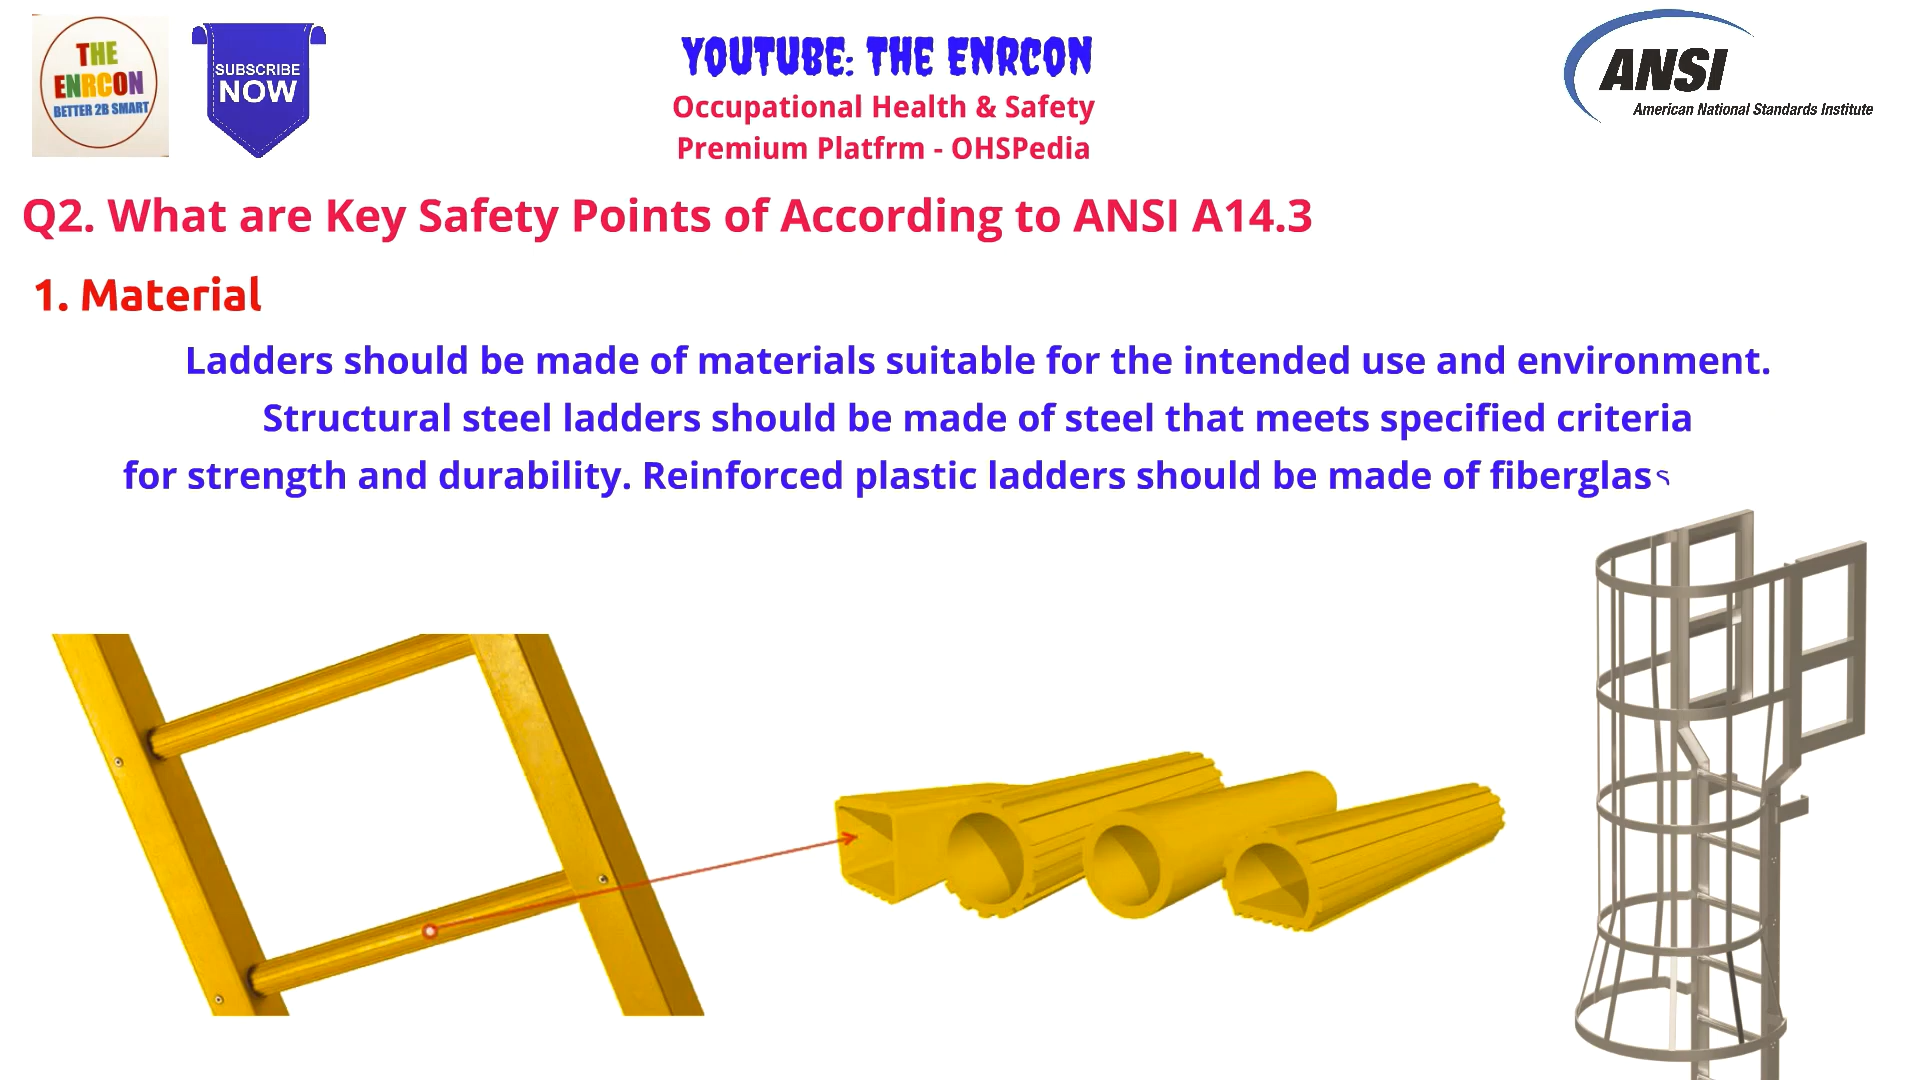 THE
ENRCON
BETTER 2B SMART
SUBSCRIBE
NOW
YOUTUBE: THE ENRCON
Occupational Health & Safety
Premium Platfrm - OHSPedia
ANSI
American National Standards Institute
Q2. What are Key Safety Points of According to ANSI A14.3
1. Material
Ladders should be made of materials suitable for the intended use and environment.
Structural steel ladders should be made of steel that meets specified criteria
for strength and durability. Reinforced plastic ladders should be made of fiberglass